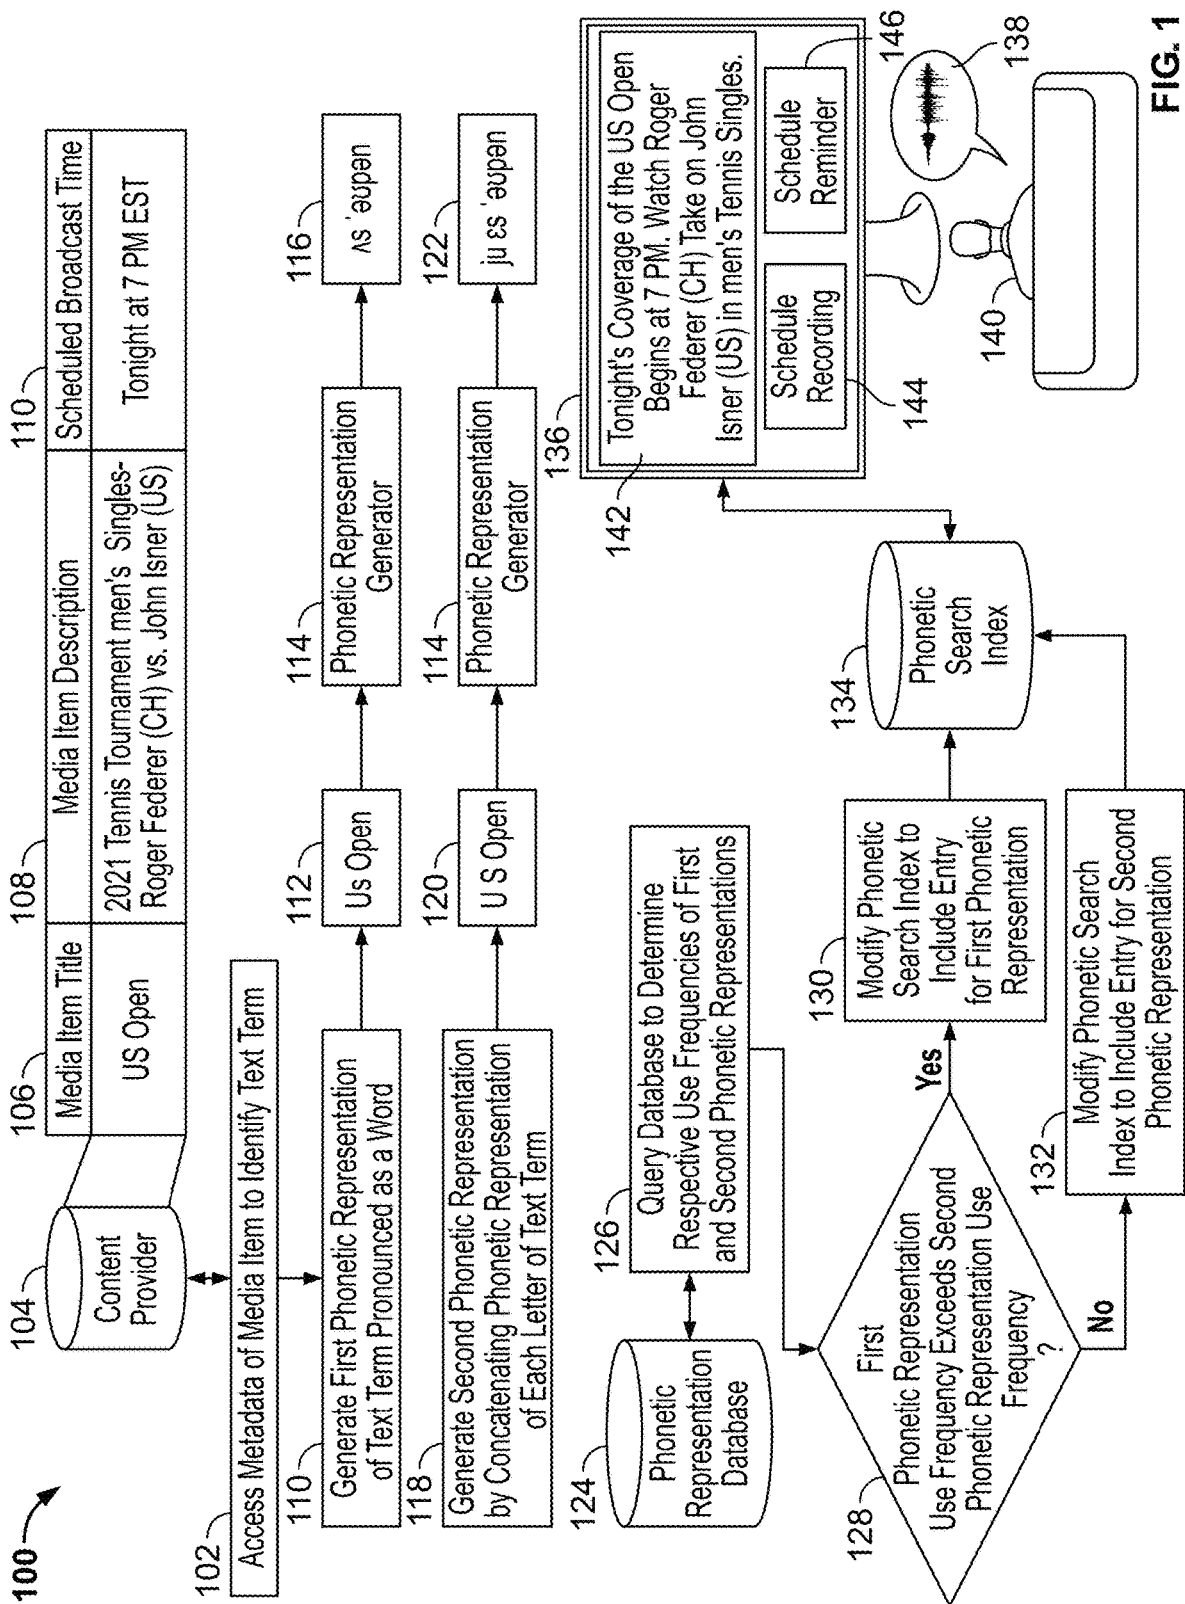 100
104
Content
Provider
106
108
110
Media Item Title
Media Item Description
Scheduled Broadcast Time
US Open
2021 Tennis Tournament men's Singles-
Roger Federer (CH) vs. John Isner (US)
Tonight at 7 PM EST
102
Access Metadata of Media Item to Identify Text Term
110
Generate First Phonetic Representation
of Text Term Pronounced as a Word
112
Us Open
114
Phonetic Representation
Generator
116
ʌs ˈəʊpən
118
Generate Second Phonetic Representation
by Concatenating Phonetic Representation
of Each Letter of Text Term
120
U S Open
114
Phonetic Representation
Generator
122
ju ɛs ˈəʊpən
124
Phonetic
Representation
Database
126
Query Database to Determine
Respective Use Frequencies of First
and Second Phonetic Representations
128
First
Phonetic Representation
Use Frequency Exceeds Second
Phonetic Representation Use
Frequency
?
Yes
No
130
Modify Phonetic
Search Index to
Include Entry
for First Phonetic
Representation
132
Modify Phonetic Search
Index to Include Entry for Second
Phonetic Representation
134
Phonetic
Search
Index
136
142
Tonight's Coverage of the US Open
Begins at 7 PM. Watch Roger
Federer (CH) Take on John
Isner (US) in men's Tennis Singles.
Schedule
Recording
144
Schedule
Reminder
146
138
140
FIG. 1